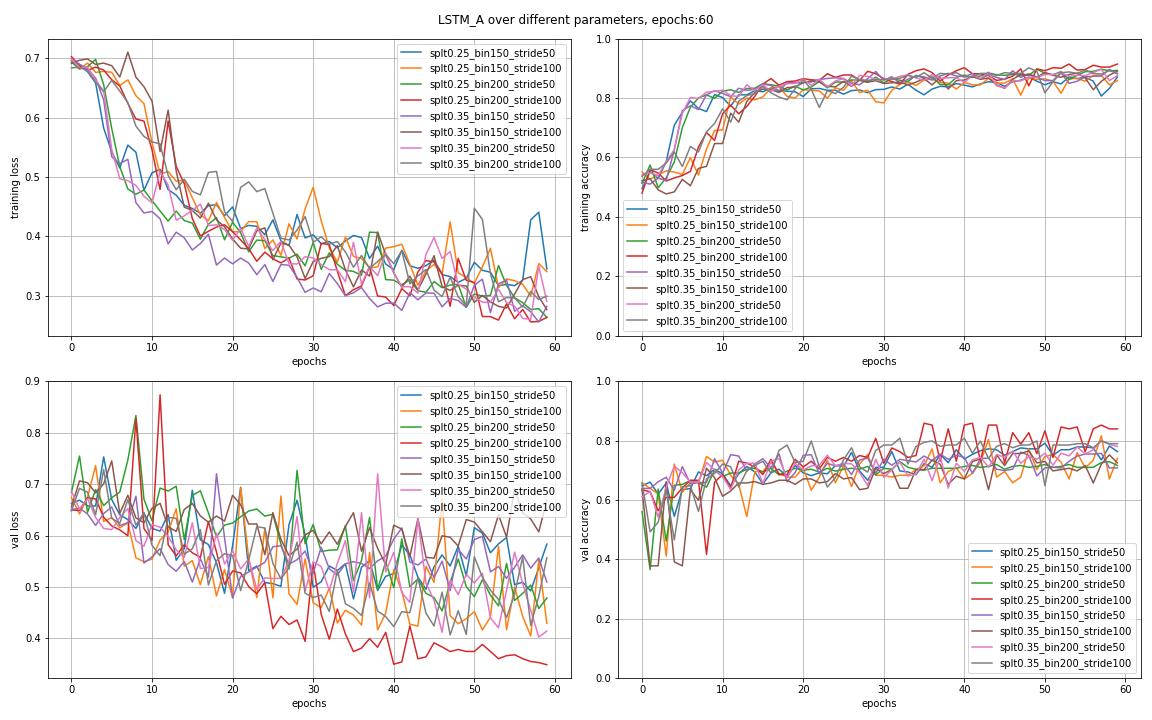 LSTM_A over different parameters, epochs:60
0.7
0.6
0.5
0.4
0.3
training loss
0 10 20 30 40 50 60
epochs
splt0.25_bin150_stride50
splt0.25_bin150_stride100
splt0.25_bin200_stride50
splt0.25_bin200_stride100
splt0.35_bin150_stride50
splt0.35_bin150_stride100
splt0.35_bin200_stride50
splt0.35_bin200_stride100
1.0
0.8
0.6
0.4
0.2
0.0
training accuracy
0 10 20 30 40 50 60
epochs
splt0.25_bin150_stride50
splt0.25_bin150_stride100
splt0.25_bin200_stride50
splt0.25_bin200_stride100
splt0.35_bin150_stride50
splt0.35_bin150_stride100
splt0.35_bin200_stride50
splt0.35_bin200_stride100
0.9
0.8
0.7
0.6
0.5
0.4
val loss
0 10 20 30 40 50 60
epochs
splt0.25_bin150_stride50
splt0.25_bin150_stride100
splt0.25_bin200_stride50
splt0.25_bin200_stride100
splt0.35_bin150_stride50
splt0.35_bin150_stride100
splt0.35_bin200_stride50
splt0.35_bin200_stride100
1.0
0.8
0.6
0.4
0.2
0.0
val accuracy
0 10 20 30 40 50 60
epochs
splt0.25_bin150_stride50
splt0.25_bin150_stride100
splt0.25_bin200_stride50
splt0.25_bin200_stride100
splt0.35_bin150_stride50
splt0.35_bin150_stride100
splt0.35_bin200_stride50
splt0.35_bin200_stride100